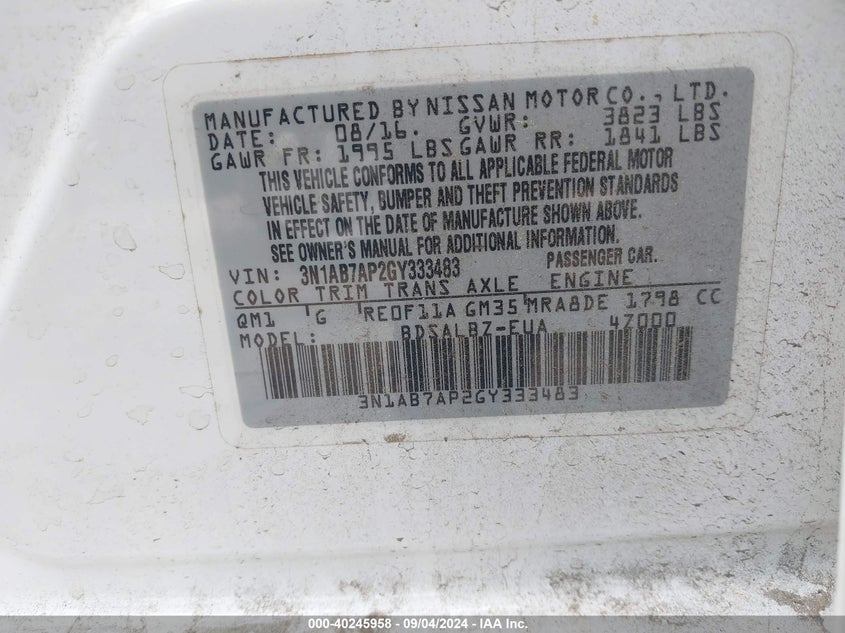 MANUFACTURED BY NISSAN MOTOR CO., LTD.
DATE: 08/16. GVWR: 3823 LBS
GAWR FR: 1995 LBS GAWR RR: 1841 LBS
THIS VEHICLE CONFORMS TO ALL APPLICABLE FEDERAL MOTOR
VEHICLE SAFETY, BUMPER AND THEFT PREVENTION STANDARDS
IN EFFECT ON THE DATE OF MANUFACTURE SHOWN ABOVE.
SEE OWNER'S MANUAL FOR ADDITIONAL INFORMATION.
VIN: 3N1AB7AP2GY333483 PASSENGER CAR.
COLOR TRIM TRANS AXLE ENGINE
QM1 G RE0F11A GM35 MRA8DE 1798 CC
MODEL: BDSALBZ-EUA 4Z000
3N1AB7AP2GY333483
000-40245958 - 09/04/2024 - IAA Inc.